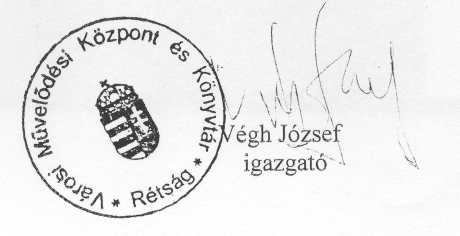 Városi Művelődési Központ és Könyvtár * Rétság *
Végh József
igazgató